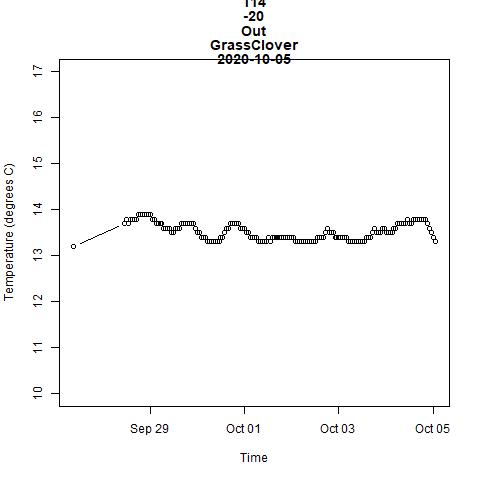 114
-20
Out
GrassClover
2020-10-05
Temperature (degrees C)
17
16
15
14
13
12
11
10
Sep 29 Oct 01 Oct 03 Oct 05
Time